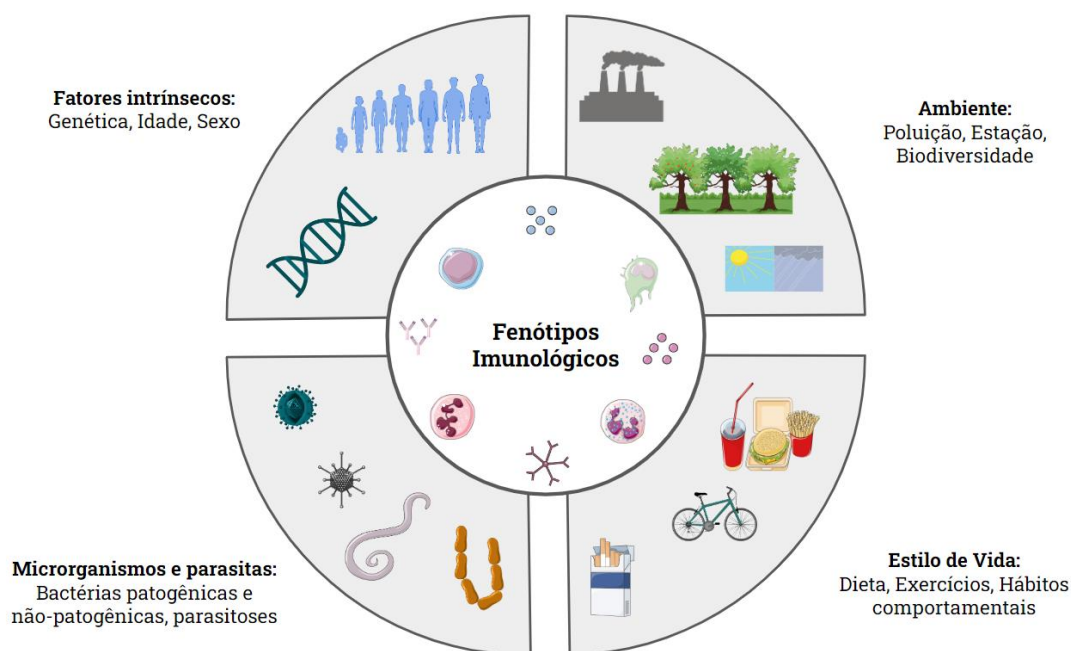 Fatores intrínsecos:
Genética, Idade, Sexo
Ambiente:
Poluição, Estação,
Biodiversidade
Fenótipos
Imunológicos
Microrganismos e parasitas:
Bactérias patogênicas e
não-patogênicas, parasitoses
Estilo de Vida:
Dieta, Exercícios, Hábitos
comportamentais